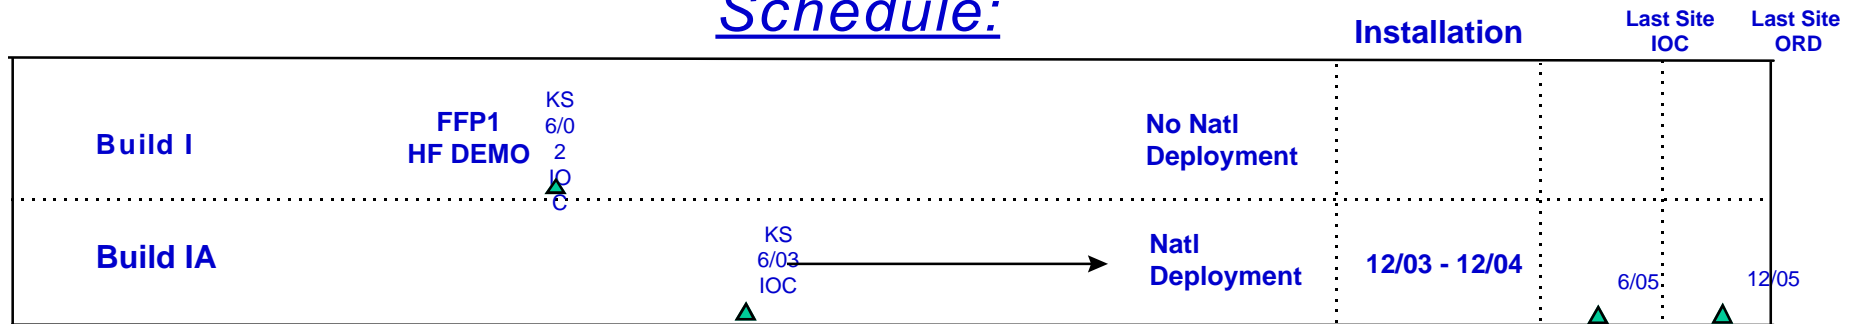 Schedule:
Installation
Last Site
IOC
Last Site
ORD
Build I
FFP1
HF DEMO
KS
6/0
2
IO
C
No Natl
Deployment
Build IA
KS
6/03
IOC
Natl
Deployment
12/03 - 12/04
6/05
12/05